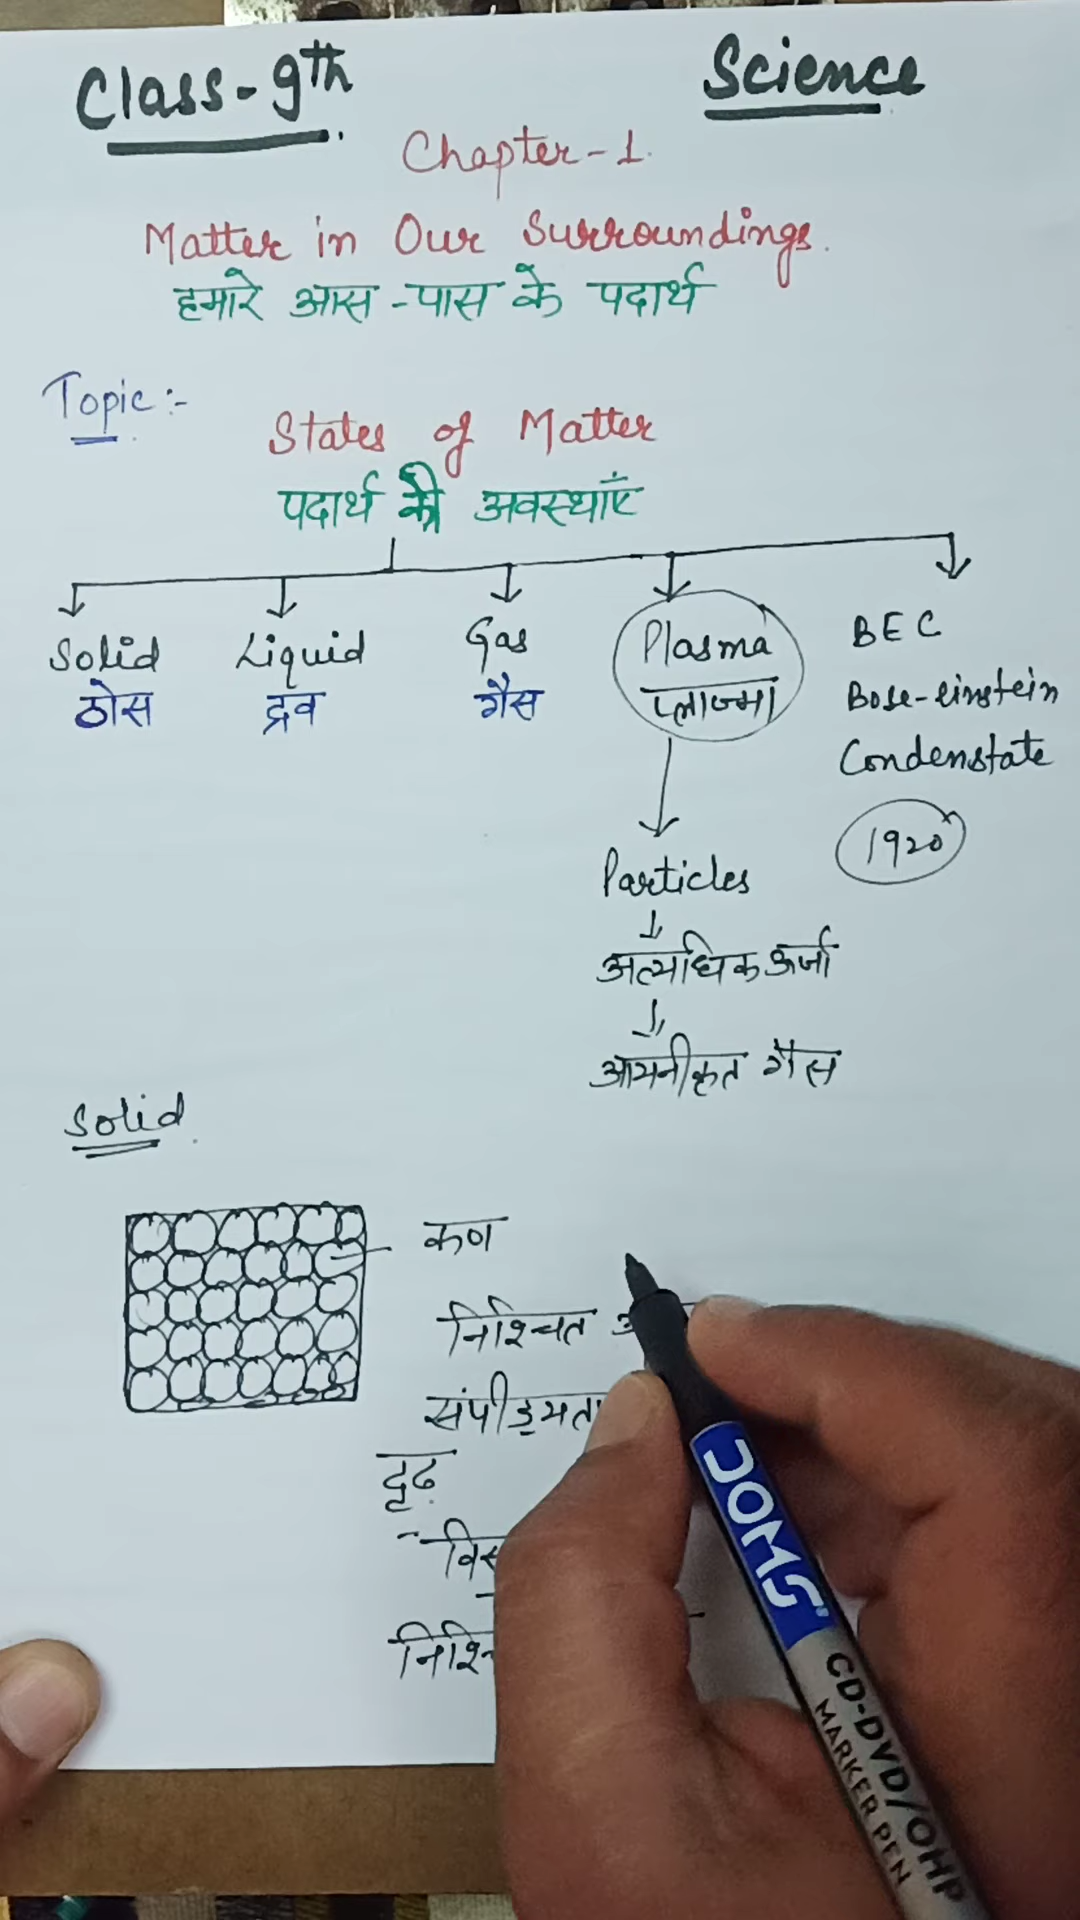 Class-9th
Science
Chapter-1.
Matter in Our Surroundings.
हमारे आस-पास के पदार्थ
Topic:-
States of Matter
पदार्थ की अवस्थाएँ
Solid
ठोस
Liquid
द्रव
Gas
गैस
Plasma
प्लाज्मा
BEC
Bose-einstein
Condenstate
1920
Particles
अत्यधिक ऊर्जा
आयनीकृत गैस
Solid
कण
निश्चित
संपीड्यता
दृढ़
DOMS
CD-DVD/OHP
MARKER PEN